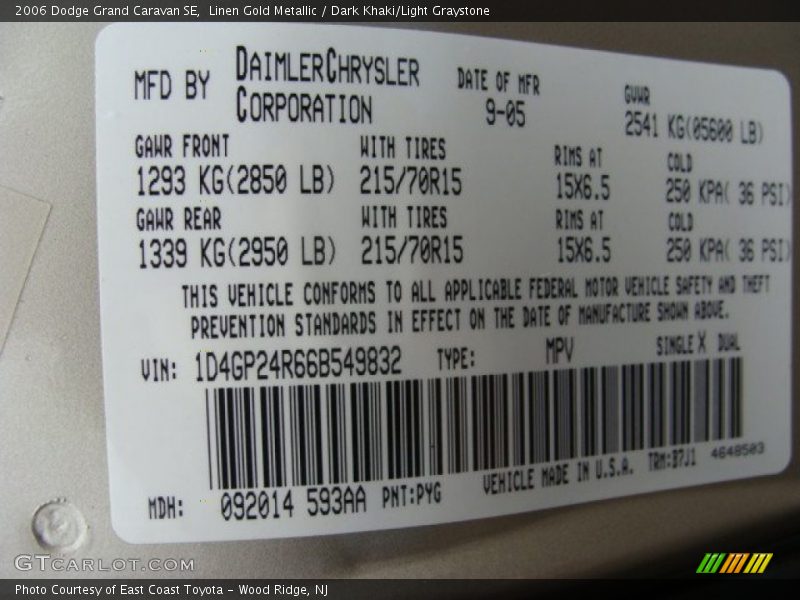 2006 Dodge Grand Caravan SE,  Linen Gold Metallic / Dark Khaki/Light Graystone
MFD BY DAIMLERCHRYSLER CORPORATION DATE OF MFR 9-05 GVWR 2541 KG(05600 LB)
GAWR FRONT WITH TIRES RIMS AT COLD
1293 KG(2850 LB) 215/70R15 15X6.5 250 KPA( 36 PSI)
GAWR REAR WITH TIRES RIMS AT COLD
1339 KG(2950 LB) 215/70R15 15X6.5 250 KPA( 36 PSI)
THIS VEHICLE CONFORMS TO ALL APPLICABLE FEDERAL MOTOR VEHICLE SAFETY AND THEFT
PREVENTION STANDARDS IN EFFECT ON THE DATE OF MANUFACTURE SHOWN ABOVE.
VIN: 1D4GP24R66B549832 TYPE: MPV SINGLE X DUAL
MDH: 092014 593AA PNT:PYG VEHICLE MADE IN U.S.A. TRM:B7J1 4648503
GTCARLOT.COM
Photo Courtesy of East Coast Toyota – Wood Ridge, NJ